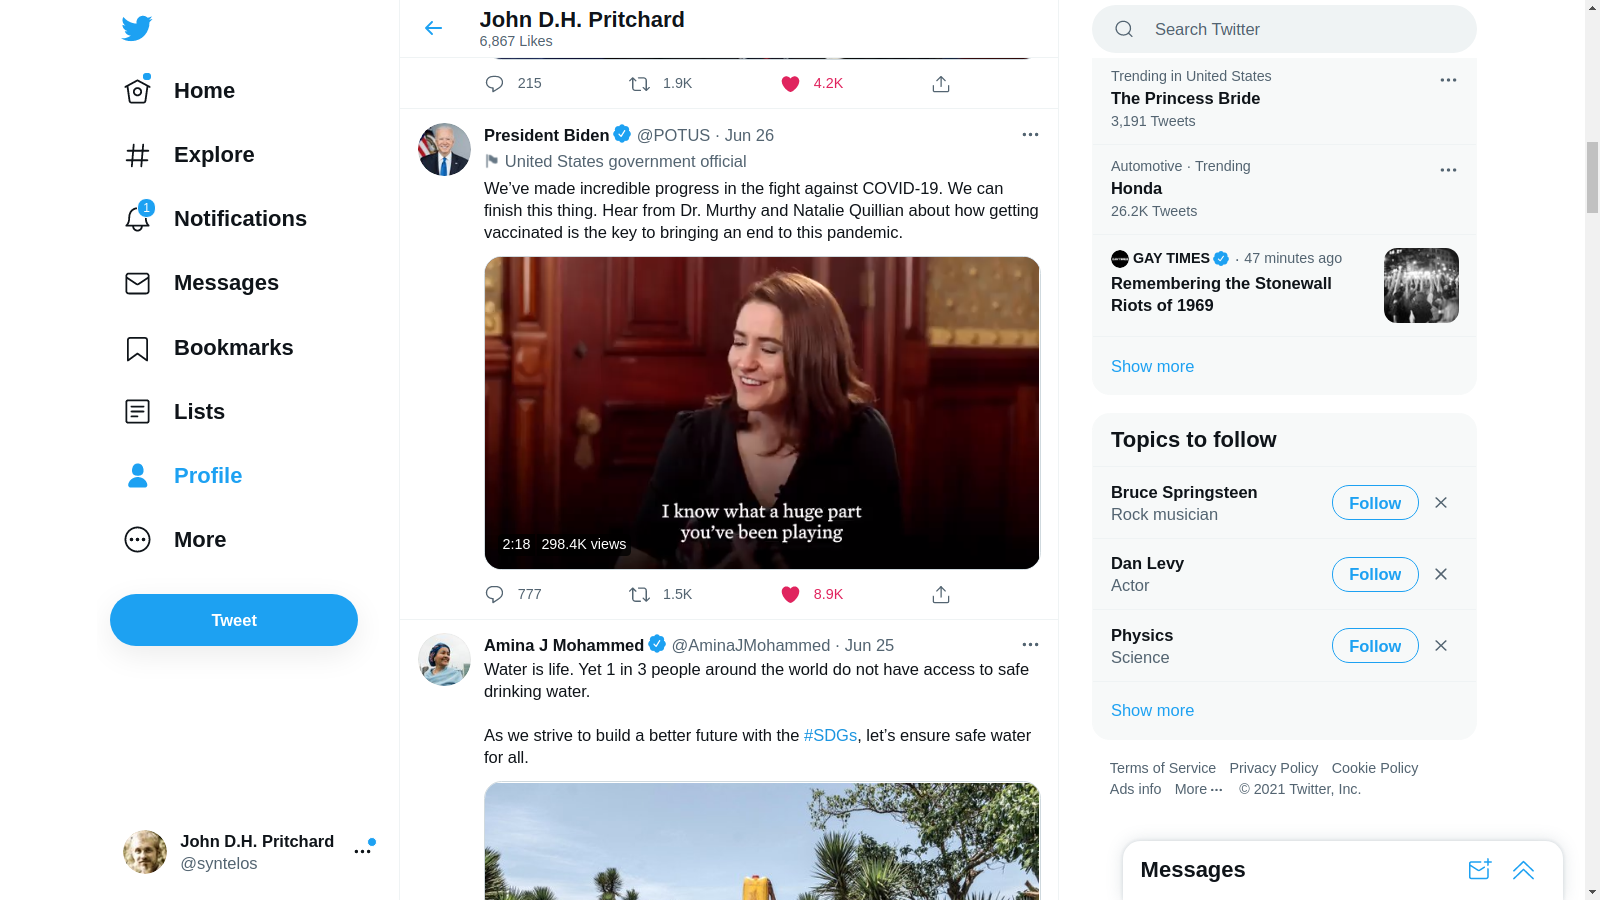 Home
Explore
1
Notifications
Messages
Bookmarks
Lists
Profile
More
Tweet
John D.H. Pritchard
@syntelos
John D.H. Pritchard
6,867 Likes
215 1.9K 4.2K
President Biden @POTUS · Jun 26
United States government official
We’ve made incredible progress in the fight against COVID-19. We can
finish this thing. Hear from Dr. Murthy and Natalie Quillian about how getting
vaccinated is the key to bringing an end to this pandemic.
I know what a huge part
you’ve been playing
2:18 298.4K views
777 1.5K 8.9K
Amina J Mohammed @AminaJMohammed · Jun 25
Water is life. Yet 1 in 3 people around the world do not have access to safe
drinking water.
As we strive to build a better future with the #SDGs, let’s ensure safe water
for all.
Search Twitter
Trending in United States
The Princess Bride
3,191 Tweets
Automotive · Trending
Honda
26.2K Tweets
GAY TIMES · 47 minutes ago
Remembering the Stonewall
Riots of 1969
Show more
Topics to follow
Bruce Springsteen
Rock musician
Follow
Dan Levy
Actor
Follow
Physics
Science
Follow
Show more
Terms of Service Privacy Policy Cookie Policy
Ads info More ··· © 2021 Twitter, Inc.
Messages